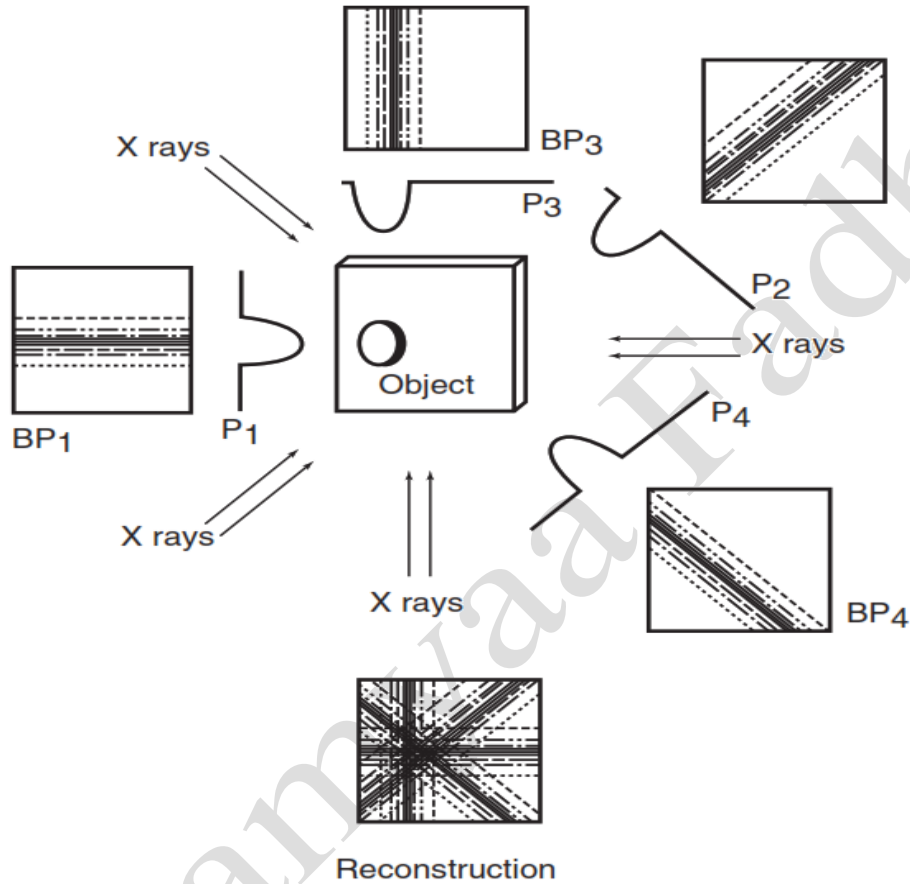 BP3
X rays
P3
P2
X rays
Object
BP1
P1
P4
X rays
X rays
BP4
Reconstruction